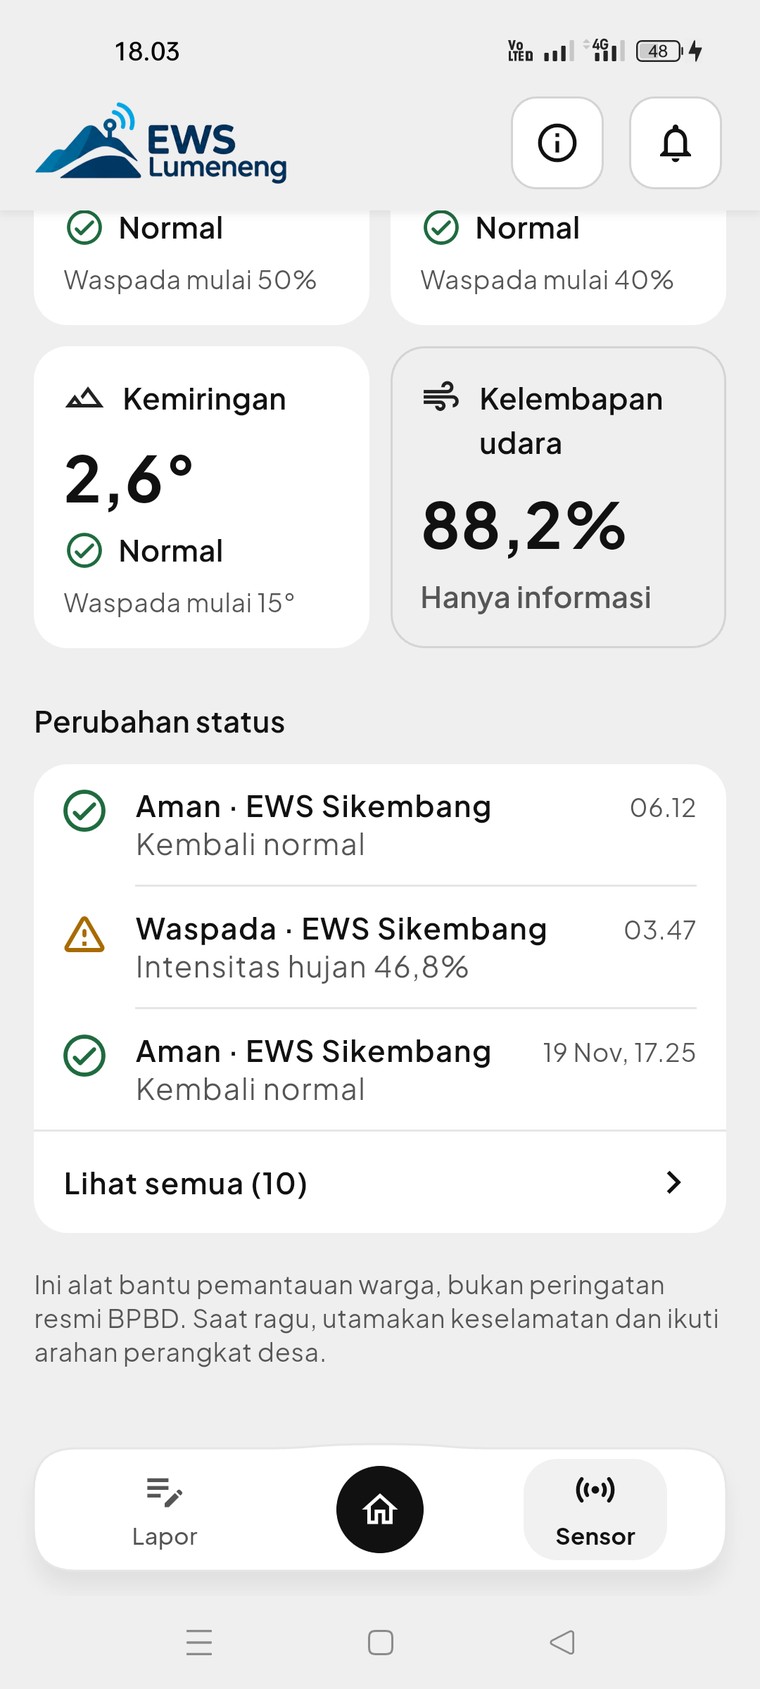 18.03
Vo LTE D 4G 48
EWS
Lumeneng
Normal
Normal
Waspada mulai 50%
Waspada mulai 40%
Kemiringan
2,6°
Normal
Waspada mulai 15°
Kelembapan
udara
88,2%
Hanya informasi
Perubahan status
Aman · EWS Sikembang 06.12
Kembali normal
Waspada · EWS Sikembang 03.47
Intensitas hujan 46,8%
Aman · EWS Sikembang 19 Nov, 17.25
Kembali normal
Lihat semua (10)
Ini alat bantu pemantauan warga, bukan peringatan
resmi BPBD. Saat ragu, utamakan keselamatan dan ikuti
arahan perangkat desa.
Lapor
Sensor